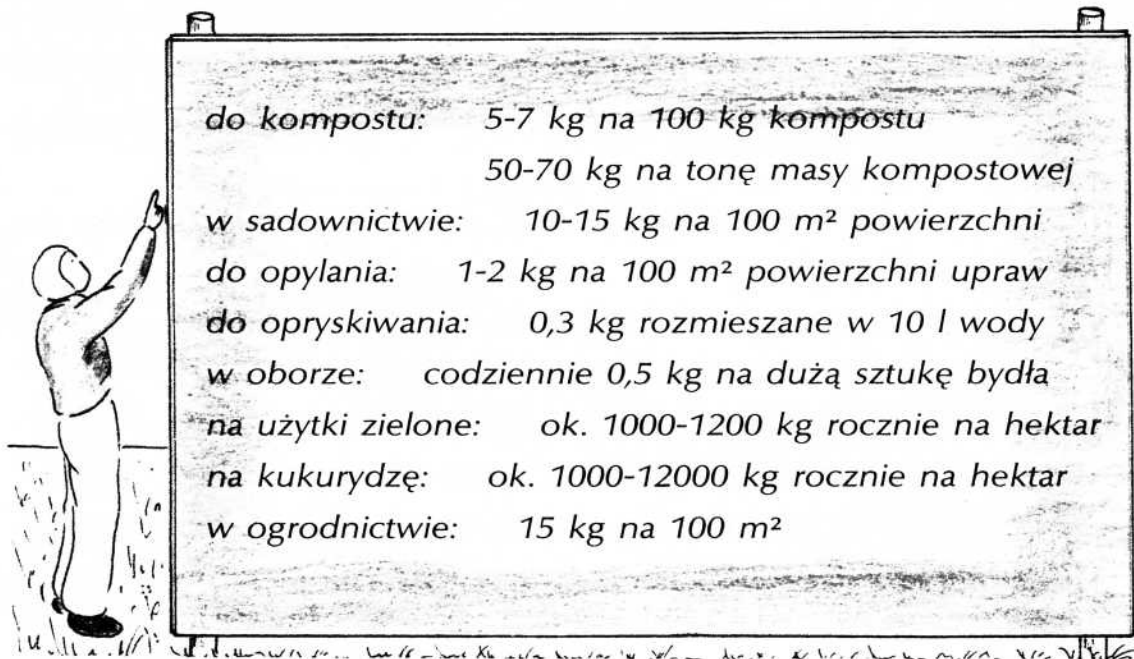 do kompostu: 5-7 kg na 100 kg kompostu
50-70 kg na tonę masy kompostowej
w sadownictwie: 10-15 kg na 100 m² powierzchni
do opylania: 1-2 kg na 100 m² powierzchni upraw
do opryskiwania: 0,3 kg rozmieszane w 10 l wody
w oborze: codziennie 0,5 kg na dużą sztukę bydła
na użytki zielone: ok. 1000-1200 kg rocznie na hektar
na kukurydzę: ok. 1000-12000 kg rocznie na hektar
w ogrodnictwie: 15 kg na 100 m²